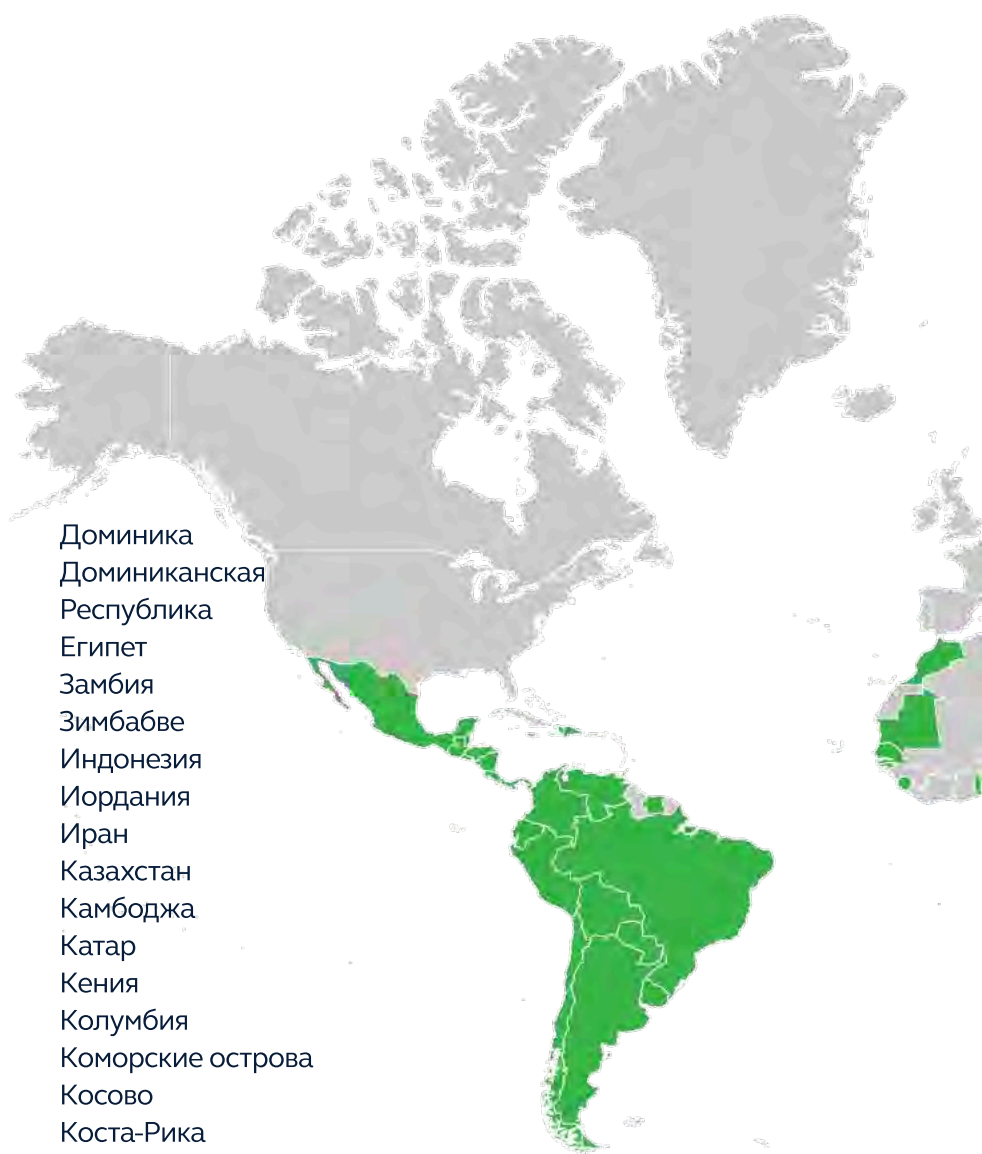 Доминика
Доминиканская
Республика
Египет
Замбия
Зимбабве
Индонезия
Иордания
Иран
Казахстан
Камбоджа
Катар
Кения
Колумбия
Коморские острова
Косово
Коста-Рика